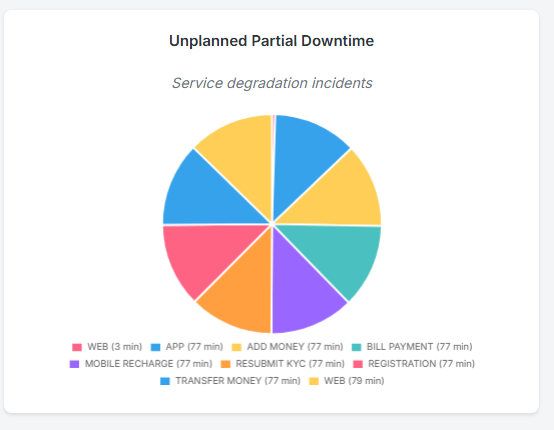 Unplanned Partial Downtime
Service degradation incidents
WEB (3 min) APP (77 min) ADD MONEY (77 min) BILL PAYMENT (77 min)
MOBILE RECHARGE (77 min) RESUBMIT KYC (77 min) REGISTRATION (77 min)
TRANSFER MONEY (77 min) WEB (79 min)